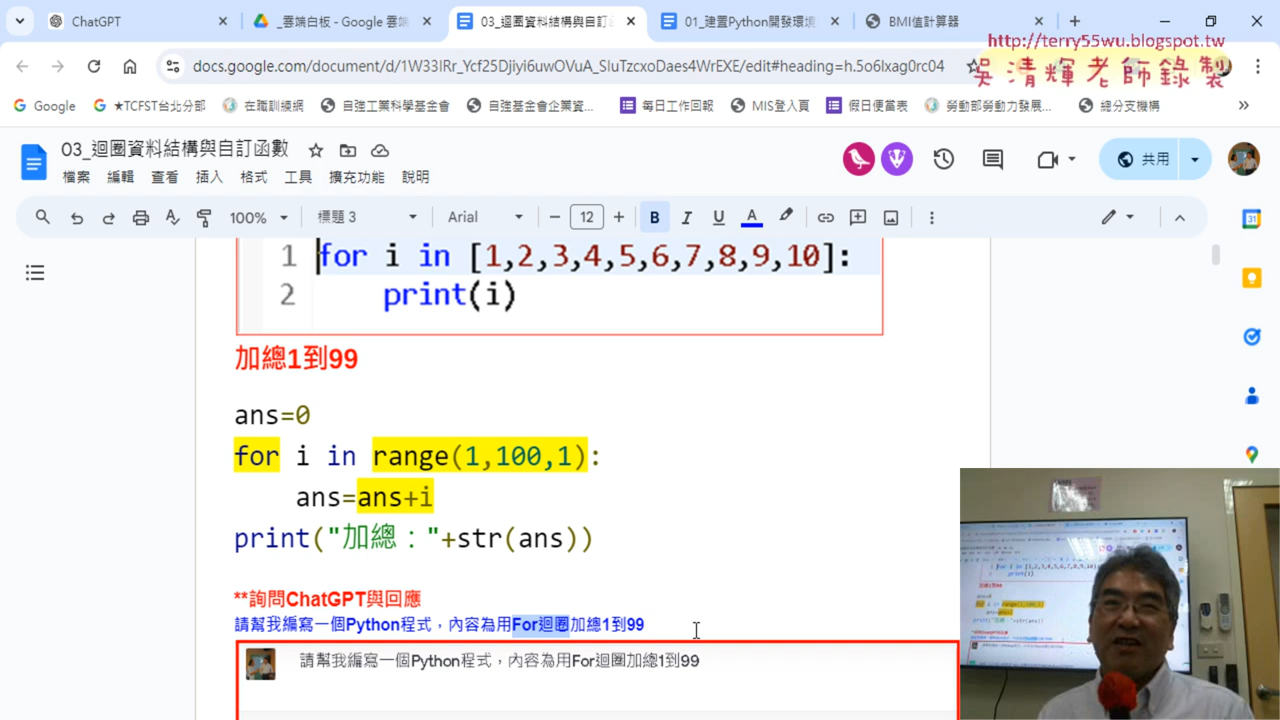 ChatGPT
_雲端白板 - Google 雲端
03_迴圈資料結構與自訂函
01_建置Python開發環境
BMI值計算器
http://terry55wu.blogspot.tw
吳清輝老師錄製
docs.google.com/document/d/1W33IRr_Ycf25Djiyi6uwOVuA_SluTzcxoDaes4WrEXE/edit#heading=h.5o6lxag0rc04
Google
★TCFST台北分部
在職訓練網
自強工業科學基金會
自強基金會企業資...
每日工作回報
MIS登入頁
假日便當表
勞動部勞動力發展...
總分支機構
03_迴圈資料結構與自訂函數
檔案 編輯 查看 插入 格式 工具 擴充功能 說明
共用
100%
標題 3
Arial
12
B I U A
1 for i in [1,2,3,4,5,6,7,8,9,10]:
2 print(i)
加總1到99
ans=0
for i in range(1,100,1):
ans=ans+i
print("加總："+str(ans))
**詢問ChatGPT與回應
請幫我編寫一個Python程式，內容為用For迴圈加總1到99
請幫我編寫一個Python程式，內容為用For迴圈加總1到99